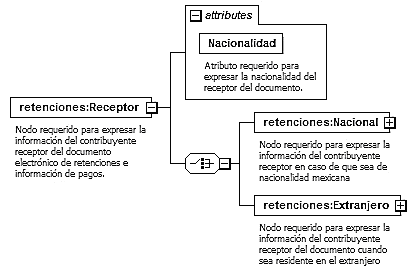 attributes
Nacionalidad
Atributo requerido para
expresar la nacionalidad del
receptor del documento.
retenciones:Receptor
Nodo requerido para expresar la
información del contribuyente
receptor del documento
electrónico de retenciones e
información de pagos.
retenciones:Nacional
Nodo requerido para expresar la
información del contribuyente
receptor en caso de que sea de
nacionalidad mexicana
retenciones:Extranjero
Nodo requerido para expresar la
información del contribuyente
receptor del documento cuando
sea residente en el extranjero